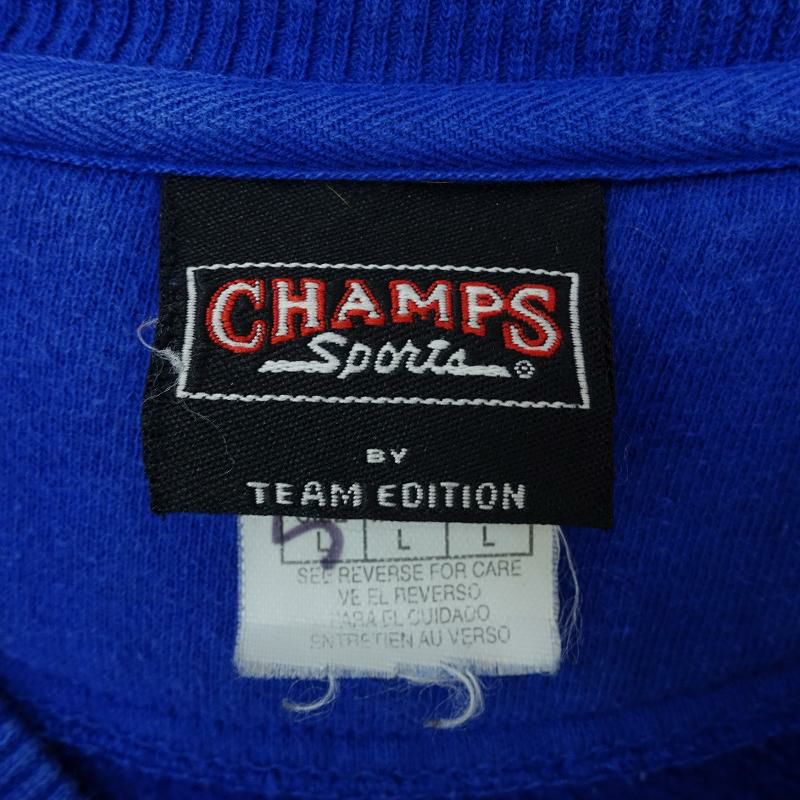 CHAMPS
Sports ®
BY
TEAM EDITION
L L L
SEE REVERSE FOR CARE
VE EL REVERSO
PARA EL CUIDADO
ENTRETIEN AU VERSO